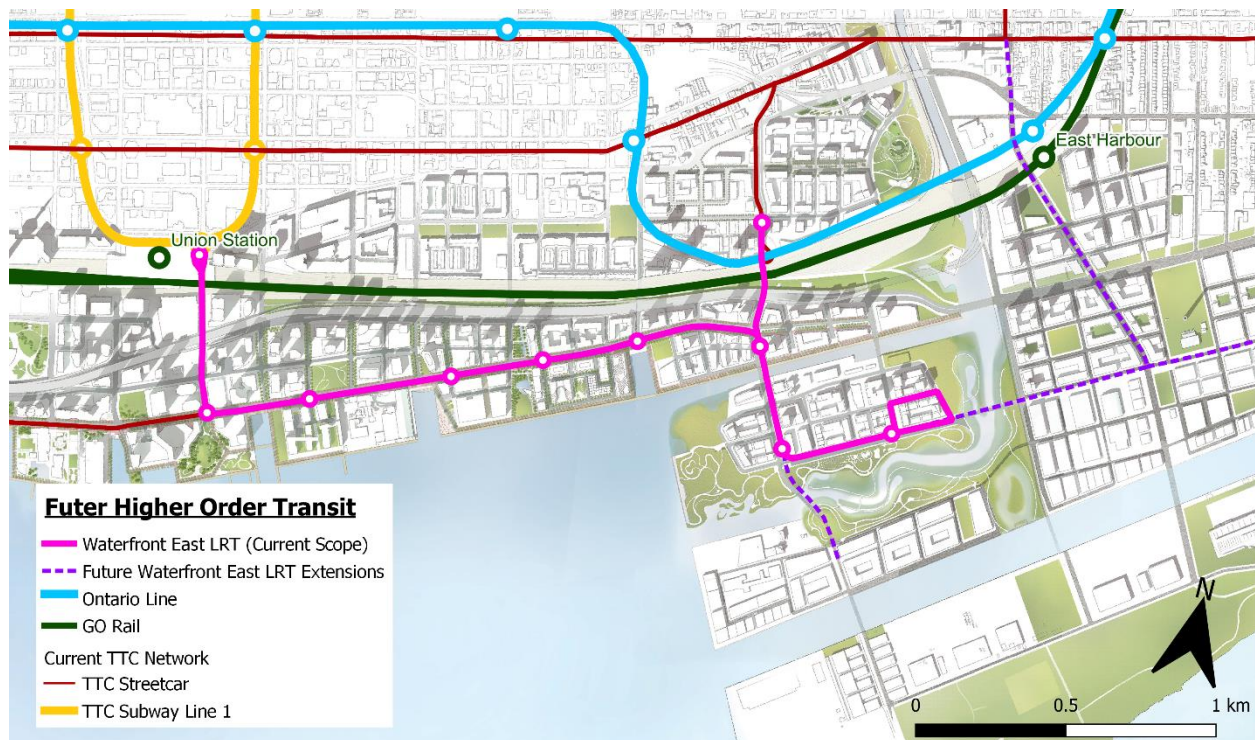 Union Station
East Harbour
Futer Higher Order Transit
Waterfront East LRT (Current Scope)
Future Waterfront East LRT Extensions
Ontario Line
GO Rail
Current TTC Network
TTC Streetcar
TTC Subway Line 1
N
0 0.5 1 km